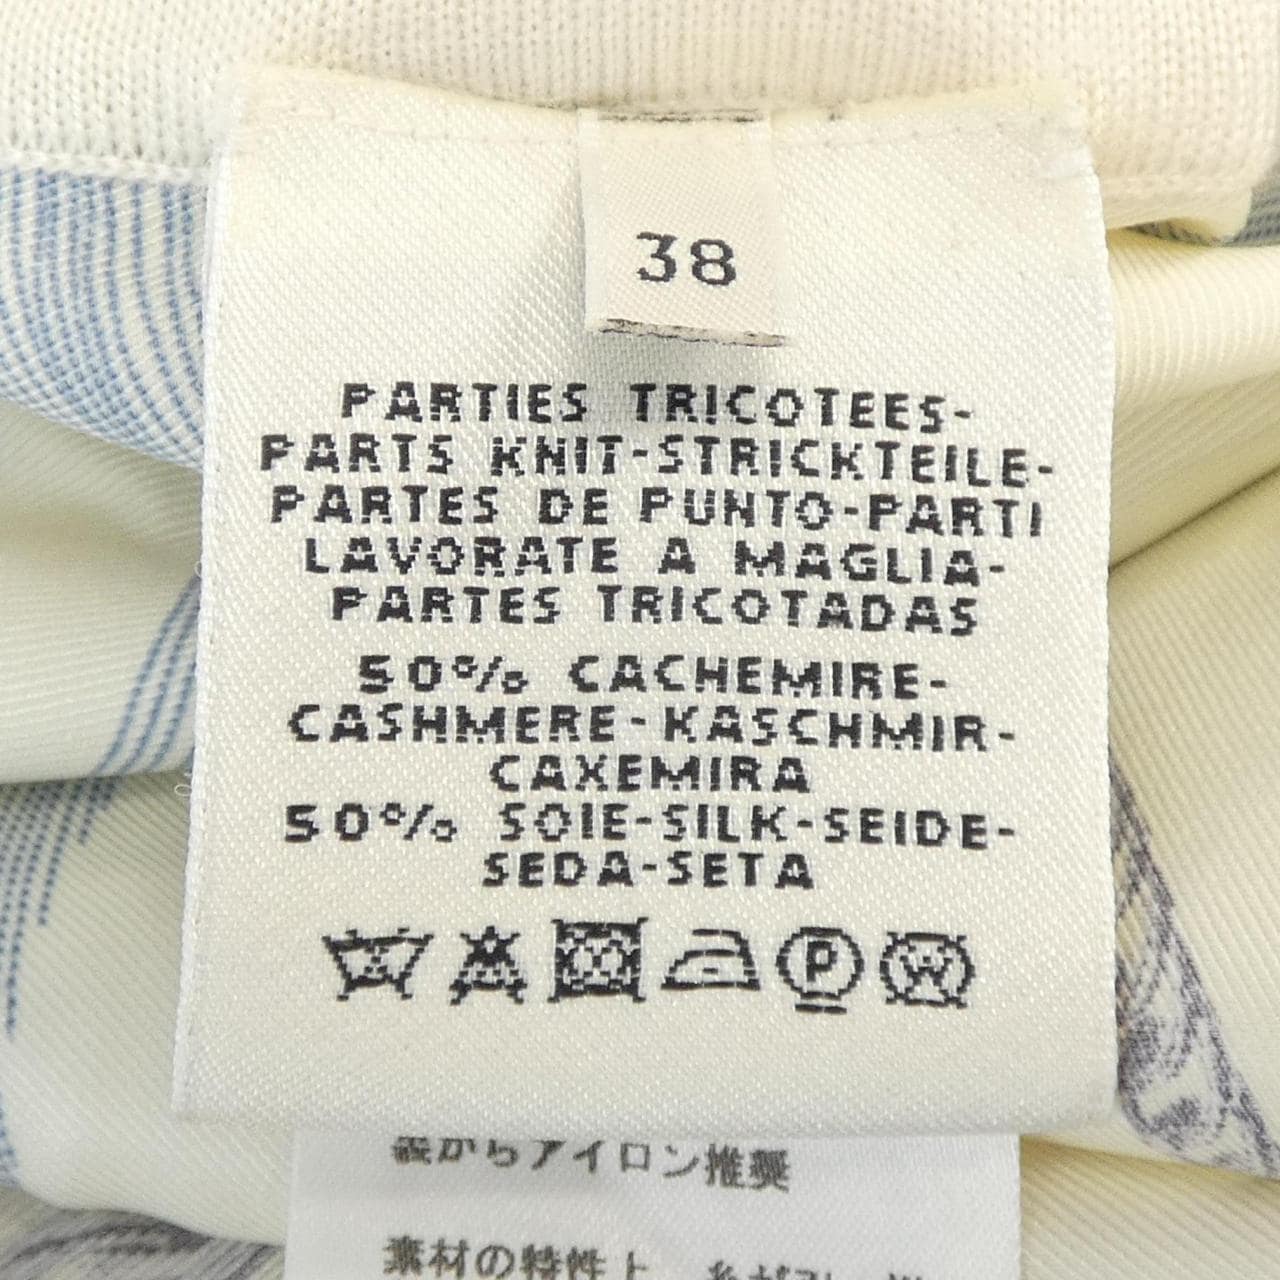 38
PARTIES TRICOTEES-
PARTS KNIT-STRICKTEILE-
PARTES DE PUNTO-PARTI
LAVORATE A MAGLIA-
PARTES TRICOTADAS
50% CACHEMIRE-
CASHMERE-KASCHMIR-
CAXEMIRA
50% SOIE-SILK-SEIDE-
SEDA-SETA
P W
裏からアイロン推奨
素材の特性上